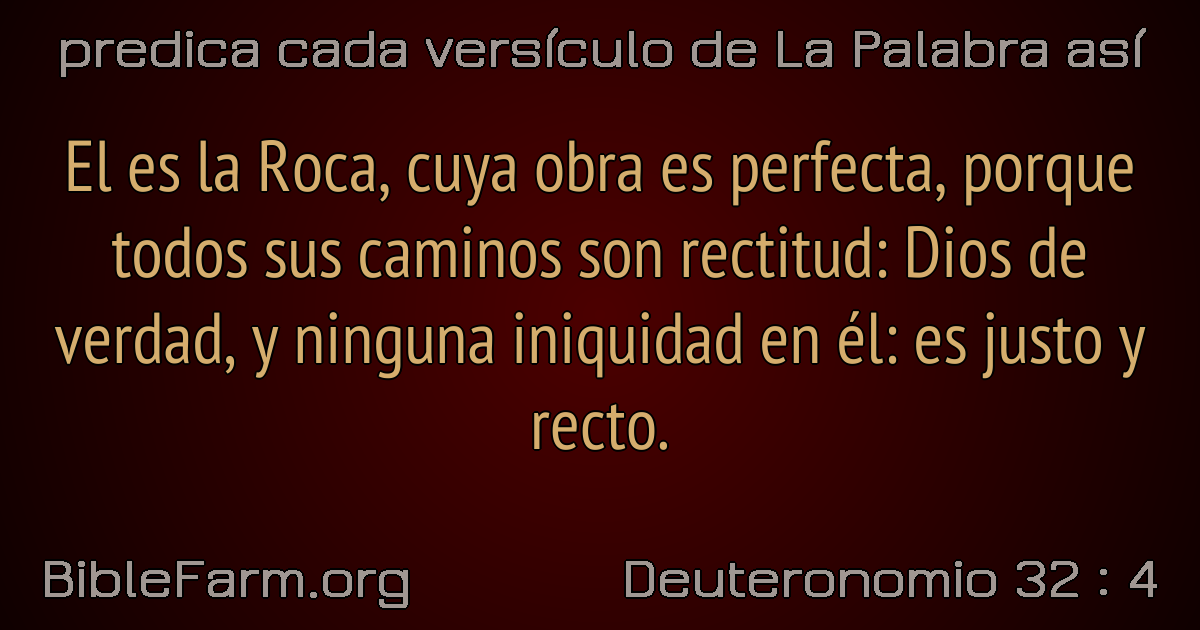 predica cada versículo de La Palabra así
El es la Roca, cuya obra es perfecta, porque
todos sus caminos son rectitud: Dios de
verdad, y ninguna iniquidad en él: es justo y
recto.
BibleFarm.org
Deuteronomio 32 : 4